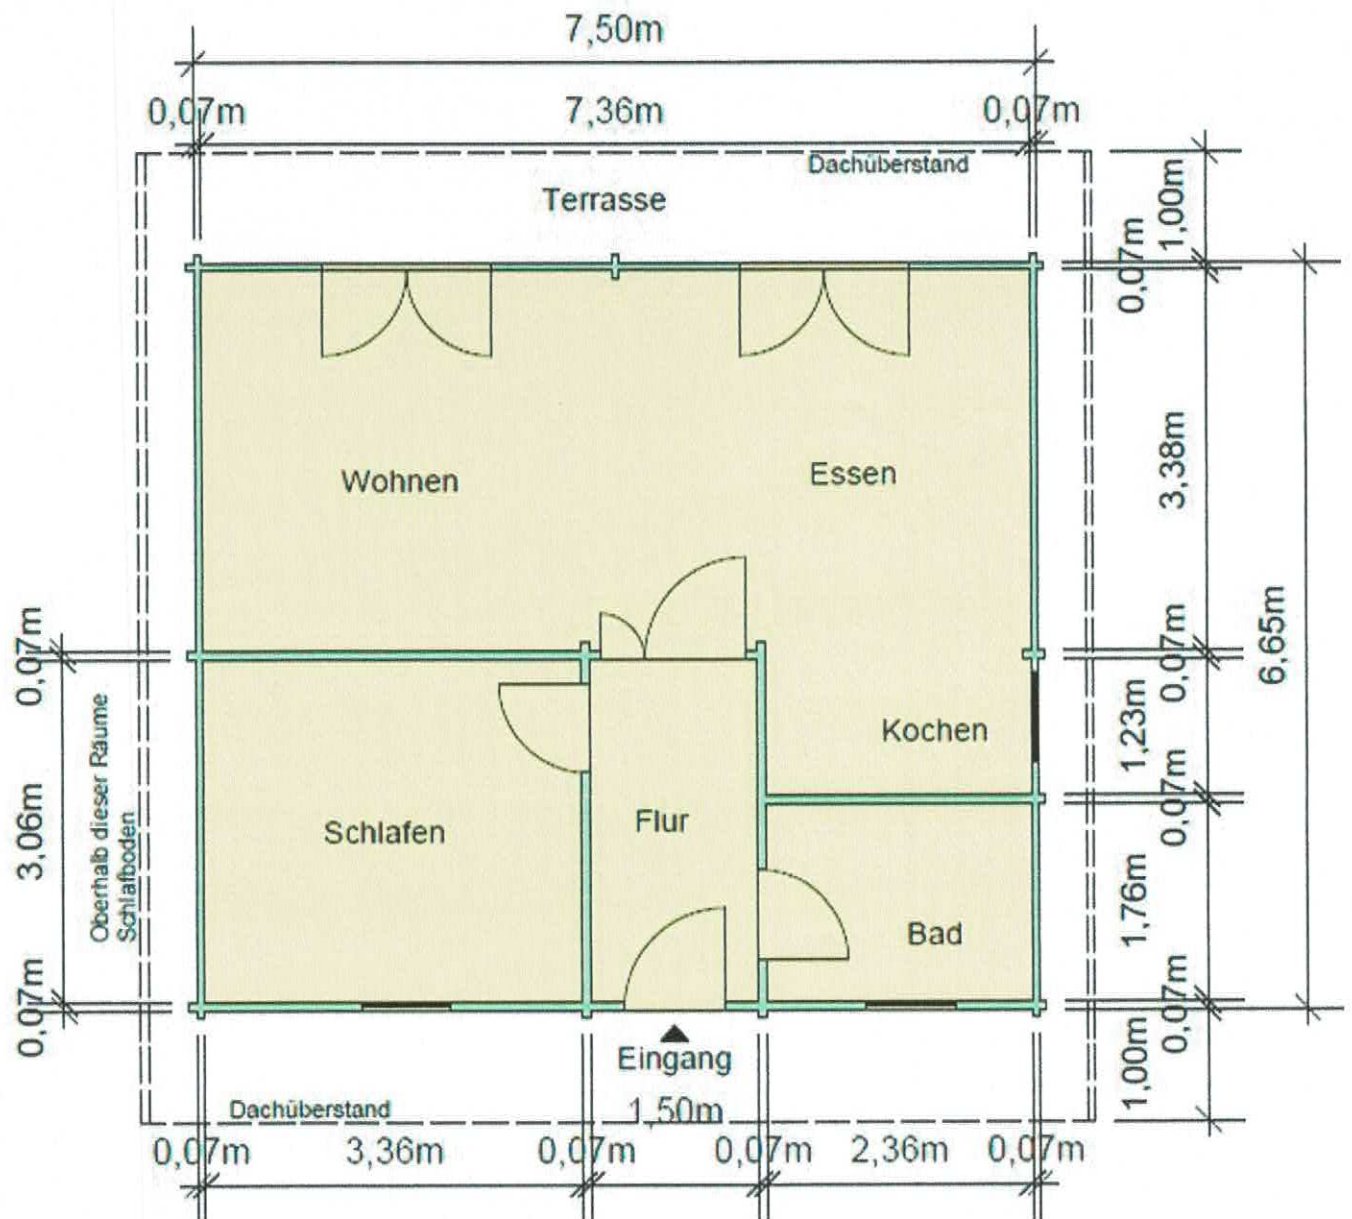 7,50m
0,07m 7,36m 0,07m
Dachüberstand
Terrasse
1,00m
0,07m
Wohnen
Essen
3,38m
0,07m
6,65m
0,07m
Kochen
1,23m
0,07m
Schlafen
Flur
3,06m
Oberhalb dieser Räume
Schlafboden
Bad
1,76m
0,07m
0,07m
1,00m
Eingang
Dachüberstand
1,50m
0,07m 3,36m 0,07m 0,07m 2,36m 0,07m